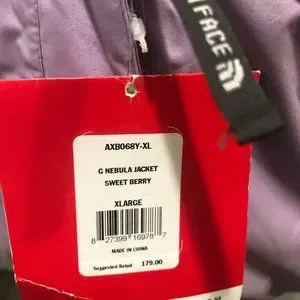 FACE
AXB068Y-XL
G NEBULA JACKET
SWEET BERRY
XLARGE
8 27399 16978 7
MADE IN CHINA
Suggested Retail 179.00